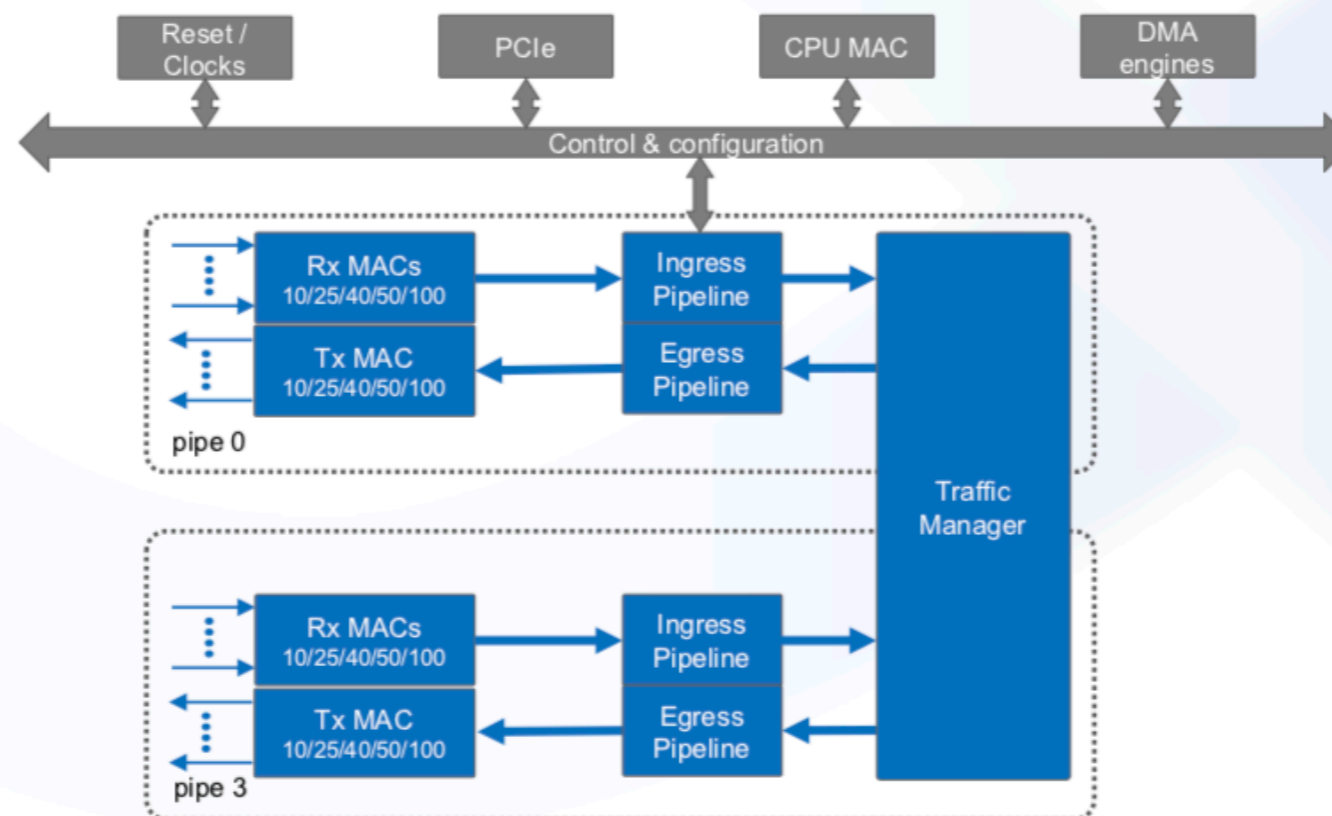 Reset /
Clocks
PCIe
CPU MAC
DMA
engines
Control & configuration
Rx MACs
10/25/40/50/100
Ingress
Pipeline
Tx MAC
10/25/40/50/100
Egress
Pipeline
pipe 0
Traffic
Manager
Rx MACs
10/25/40/50/100
Ingress
Pipeline
Tx MAC
10/25/40/50/100
Egress
Pipeline
pipe 3